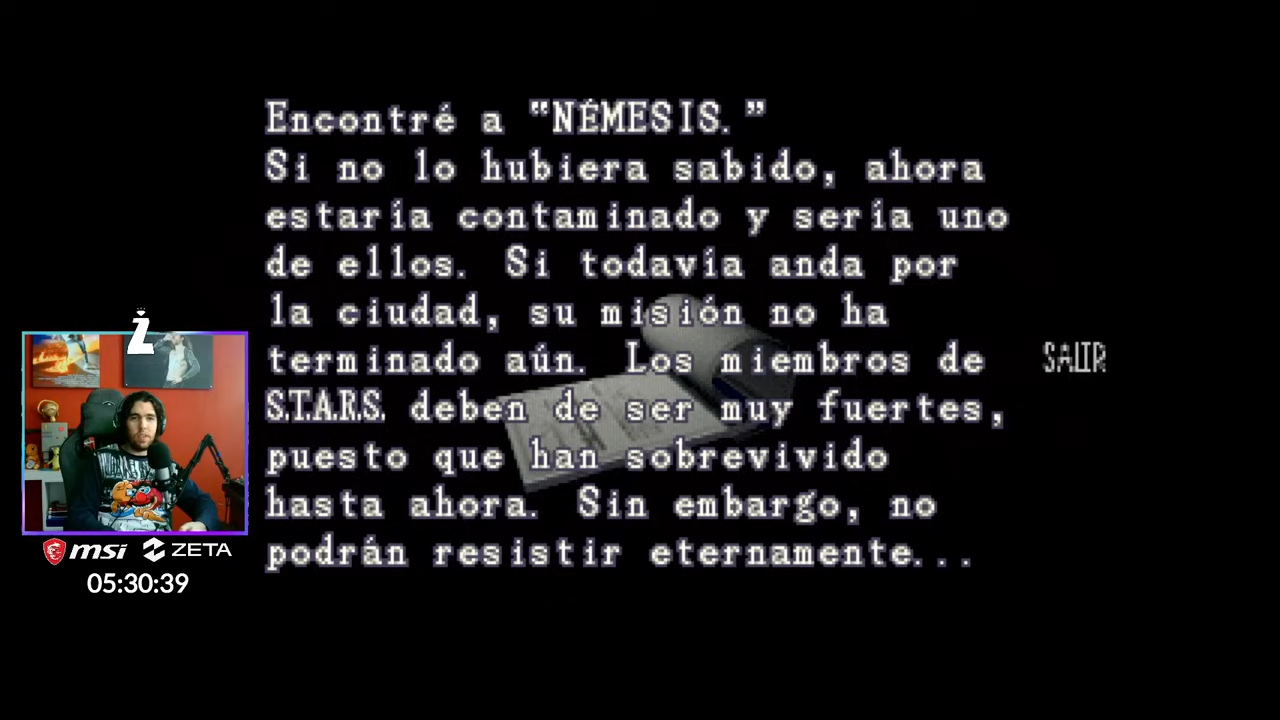 Encontré a “NÉMESIS.”
Si no lo hubiera sabido, ahora
estaría contaminado y sería uno
de ellos. Si todavía anda por
la ciudad, su misión no ha
terminado aún. Los miembros de
S.T.A.R.S. deben de ser muy fuertes,
puesto que han sobrevivido
hasta ahora. Sin embargo, no
podrán resistir eternamente...
SALIR
msi ZETA
05:30:39